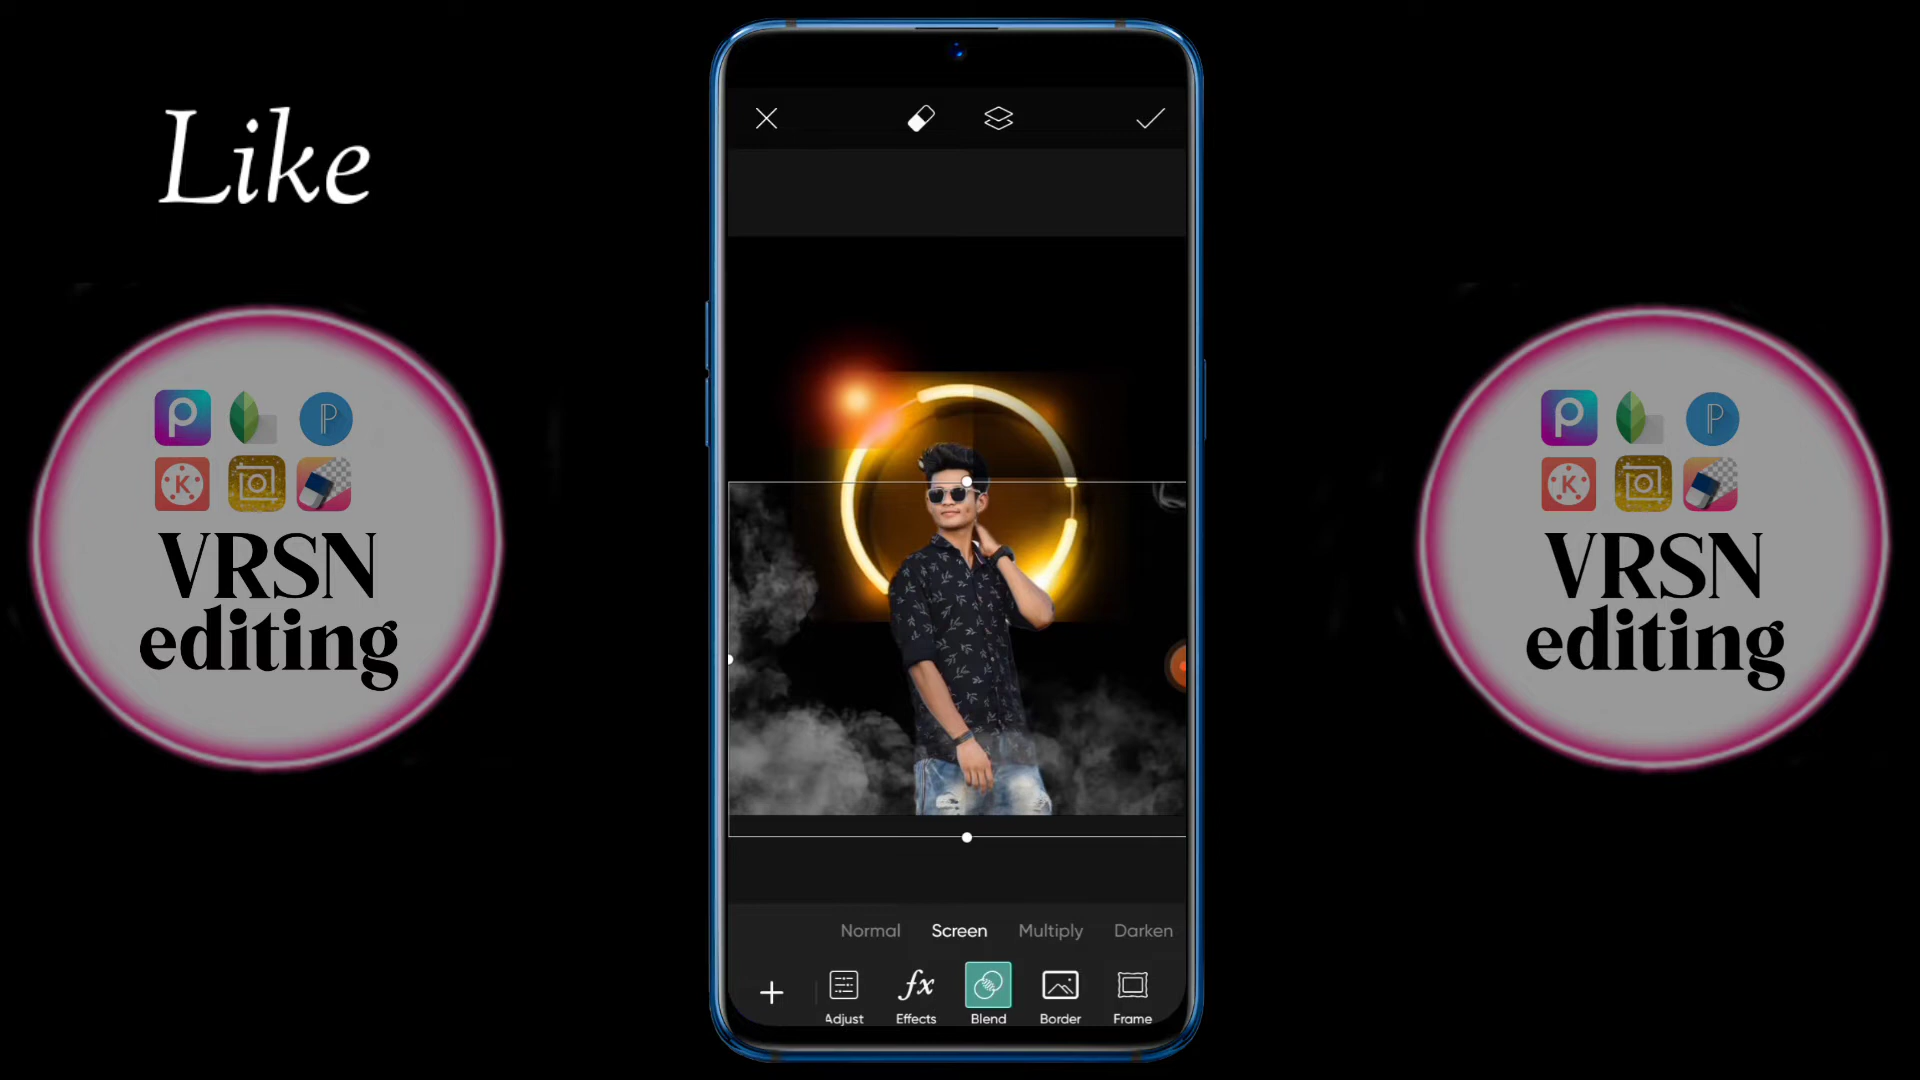 Like
VRSN
editing
VRSN
editing
Normal Screen Multiply Darken
Adjust Effects Blend Border Frame